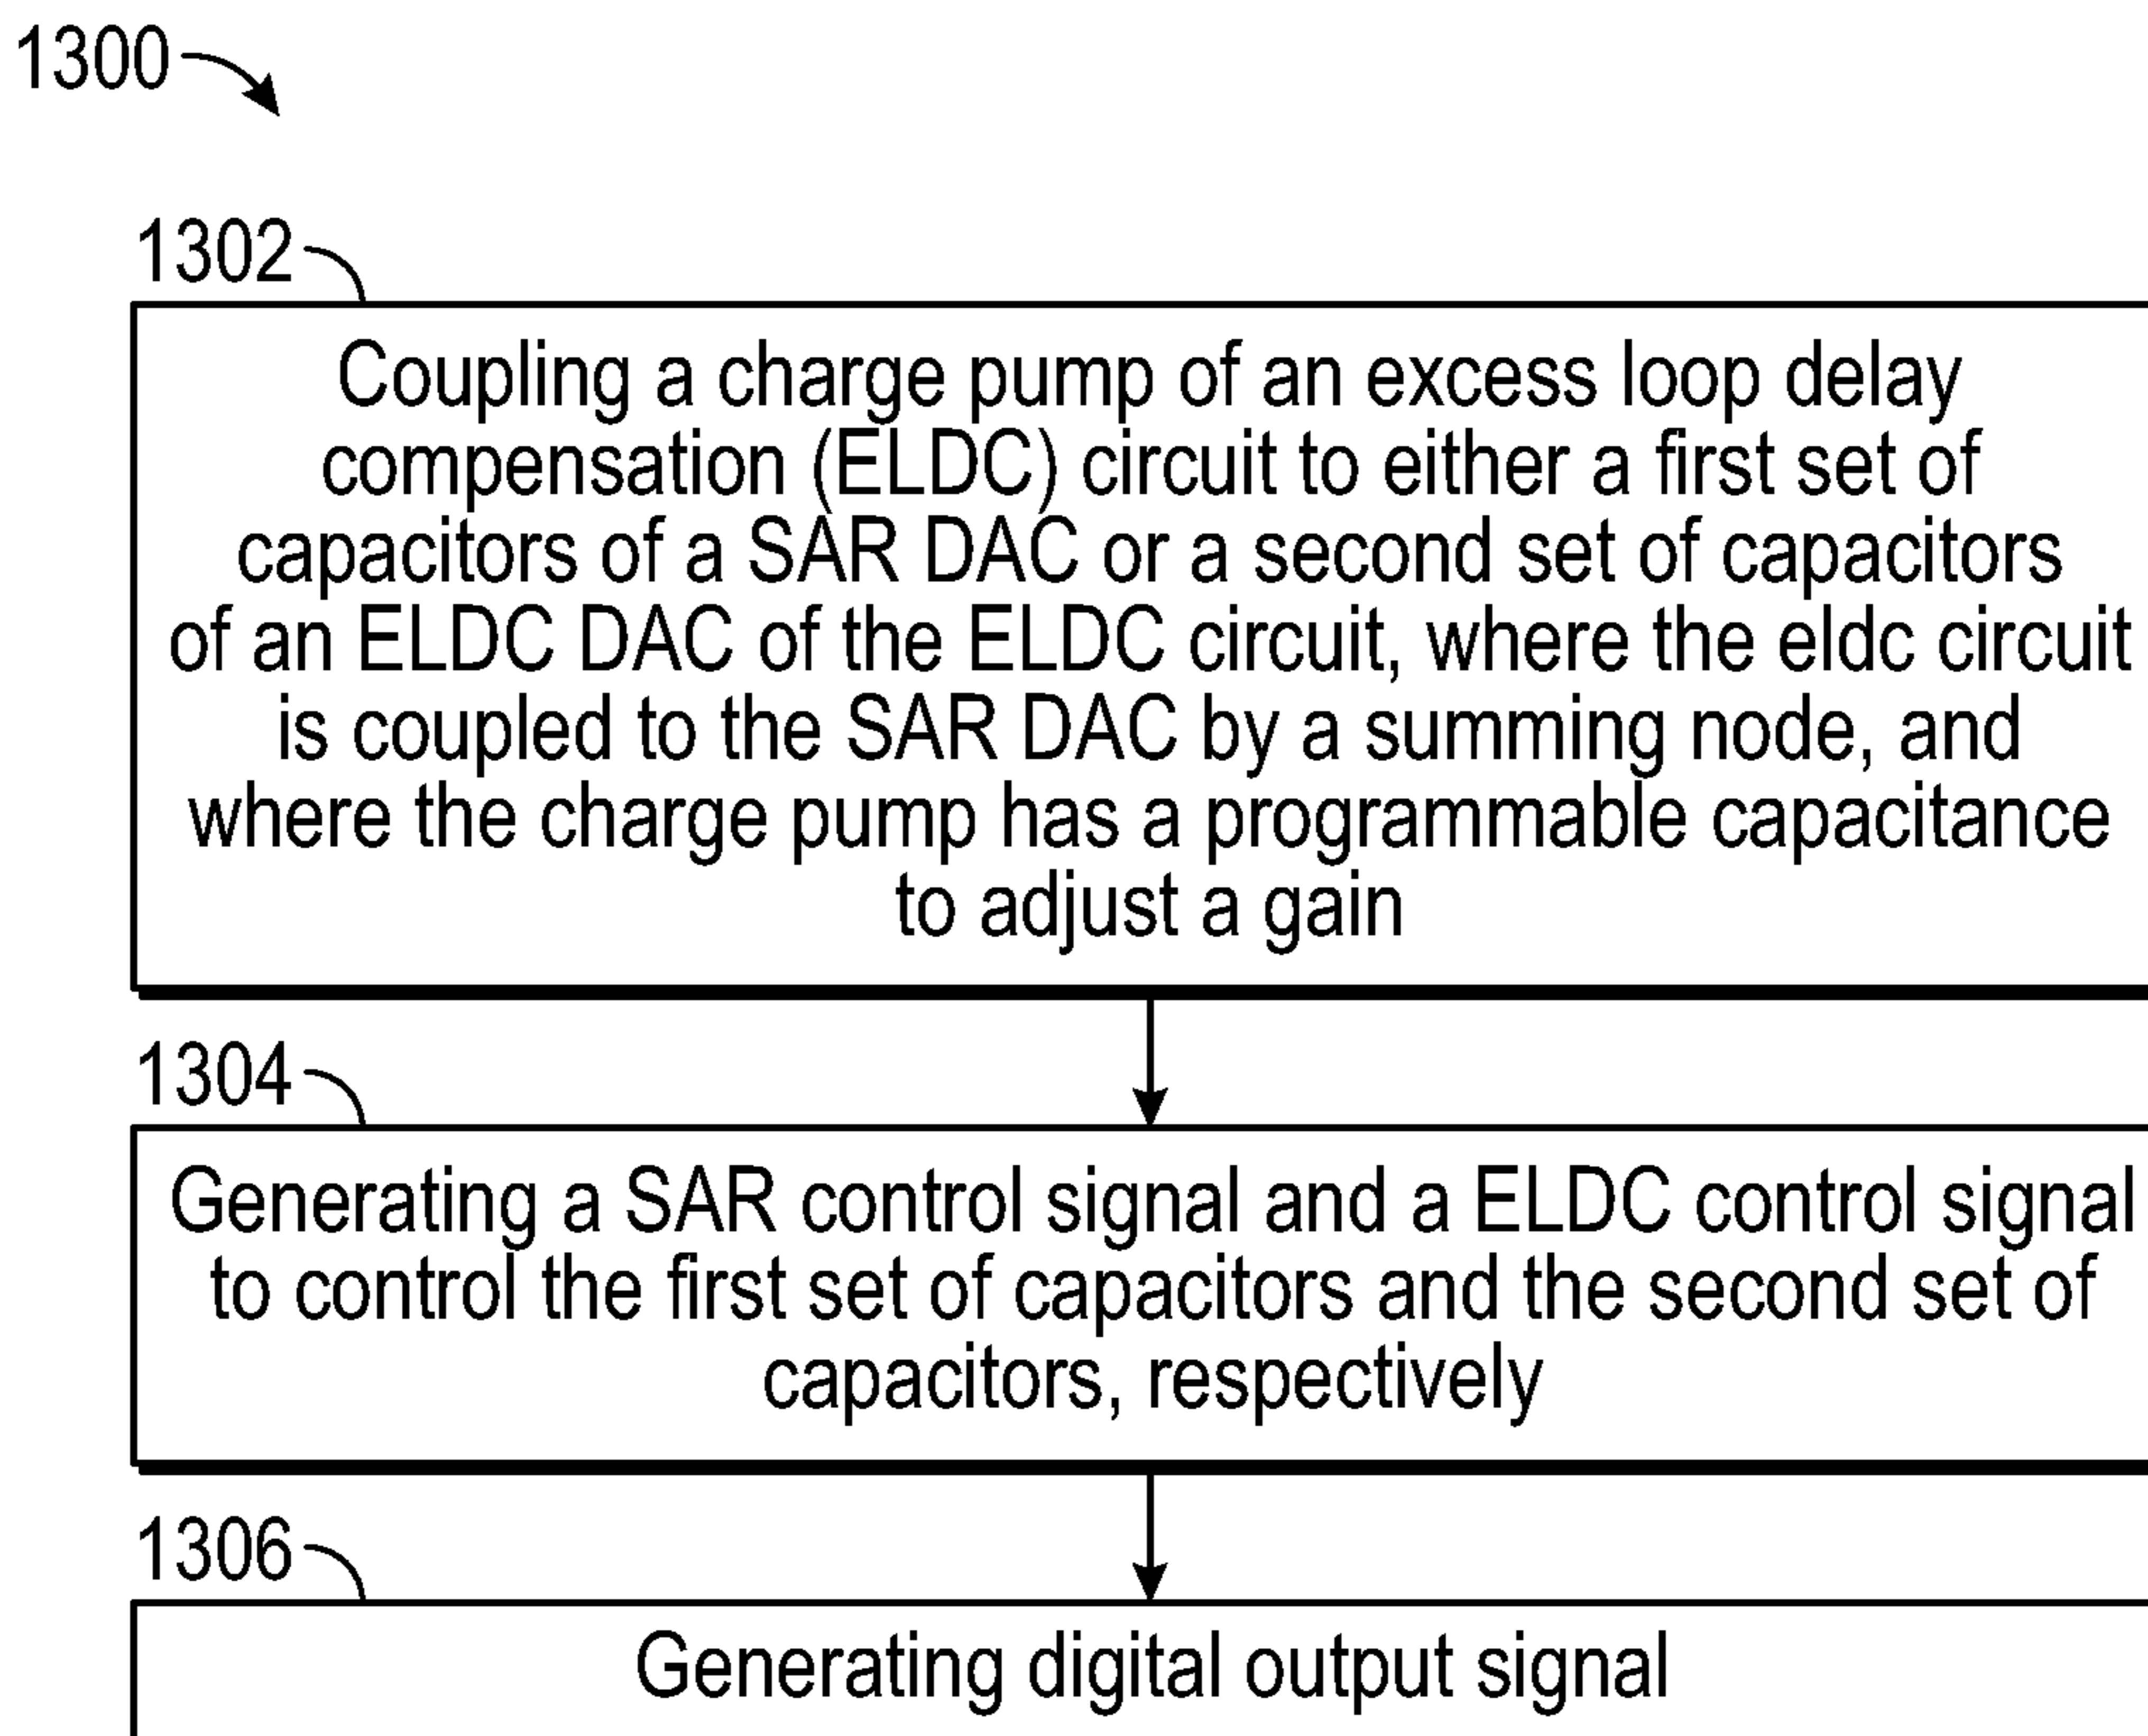 1300
1302
Coupling a charge pump of an excess loop delay
compensation (ELDC) circuit to either a first set of
capacitors of a SAR DAC or a second set of capacitors
of an ELDC DAC of the ELDC circuit, where the eldc circuit
is coupled to the SAR DAC by a summing node, and
where the charge pump has a programmable capacitance
to adjust a gain
1304
Generating a SAR control signal and a ELDC control signal
to control the first set of capacitors and the second set of
capacitors, respectively
1306
Generating digital output signal